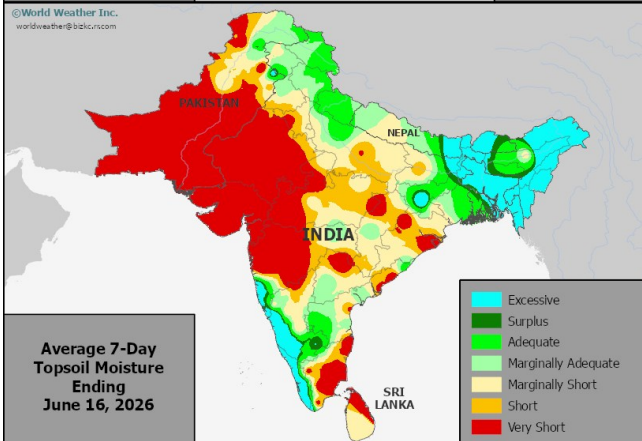 ©World Weather Inc.
worldweather@bizkc.rr.com
PAKISTAN
NEPAL
INDIA
SRI
LANKA
Average 7-Day
Topsoil Moisture
Ending
June 16, 2026
Excessive
Surplus
Adequate
Marginally Adequate
Marginally Short
Short
Very Short